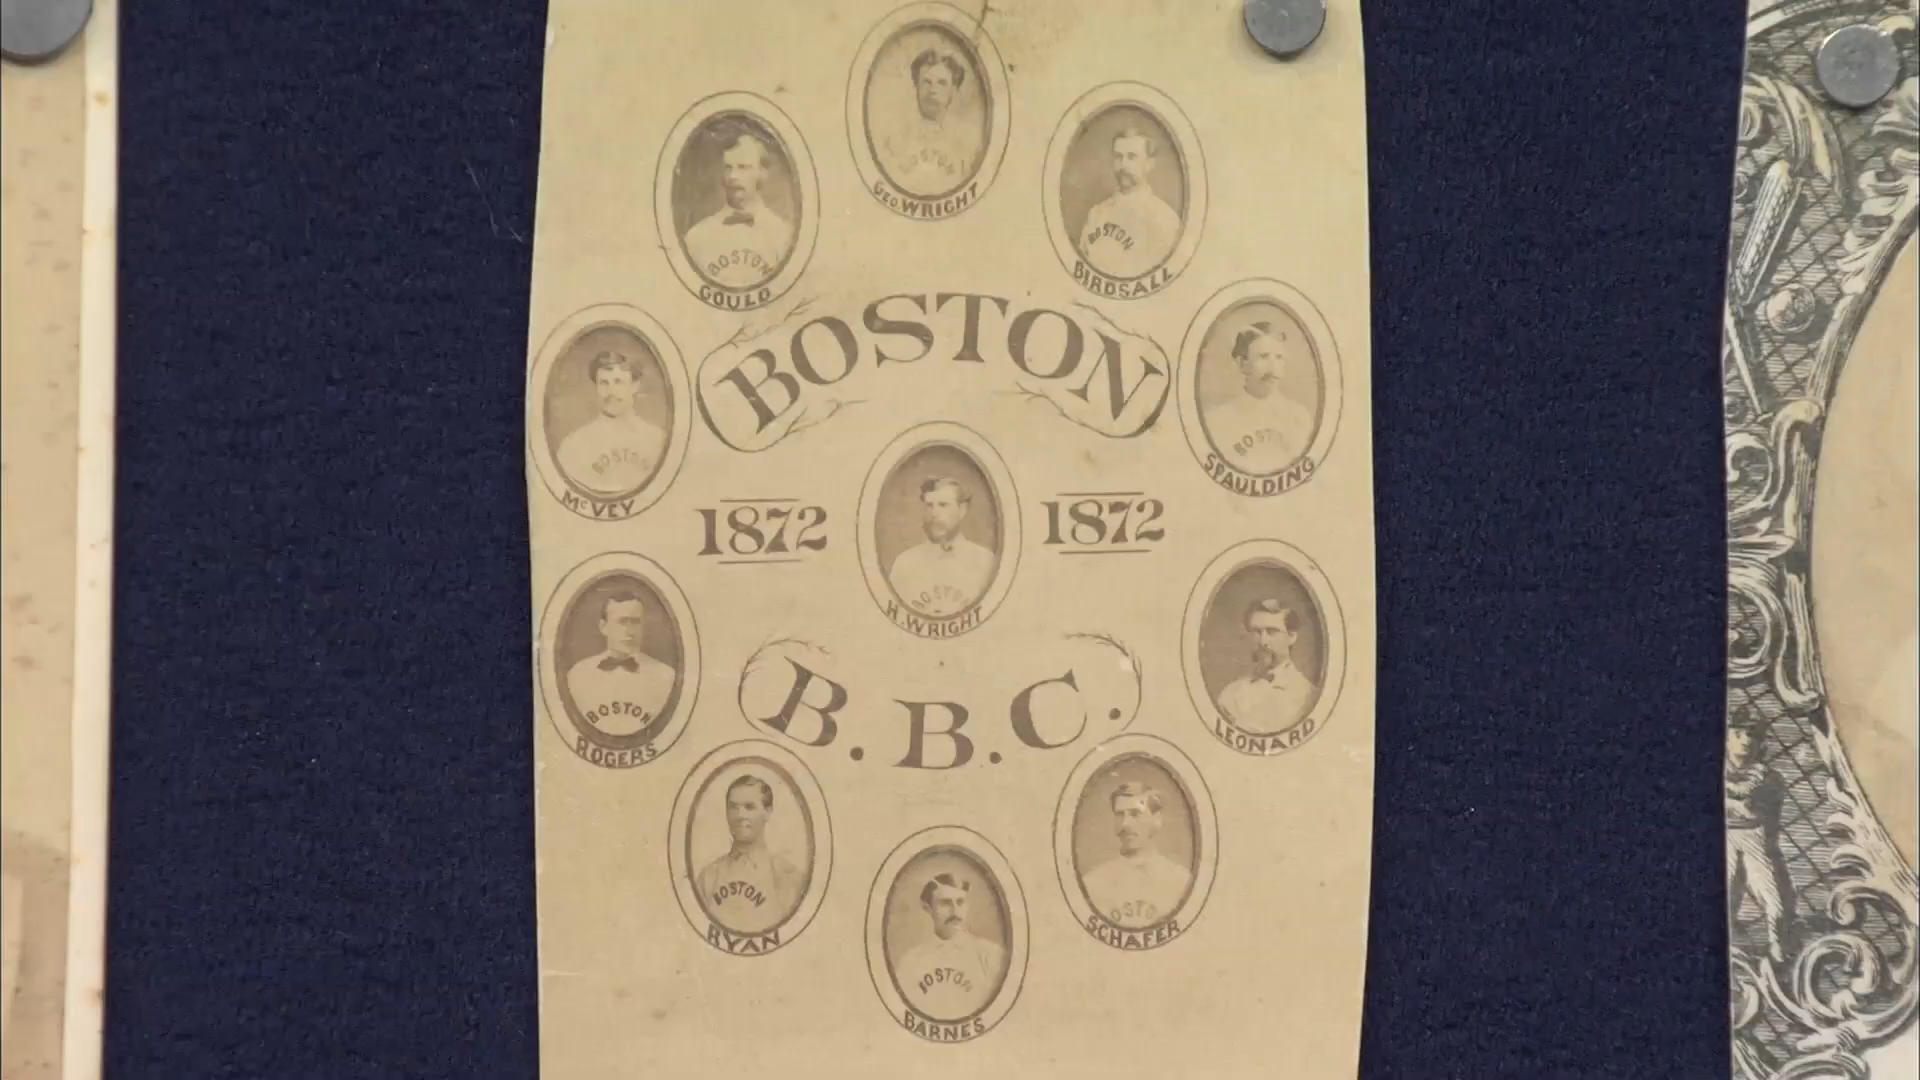 BOSTON
GEO WRIGHT
BOSTON
GOULD
BOSTON
BIRDSALL
BOSTON
BOSTON
McVEY
BOSTON
SPAULDING
1872
1872
BOSTON
H. WRIGHT
BOSTON
ROGERS
LEONARD
B. B. C.
BOSTON
RYAN
OSTO
SCHAFER
BOSTON
BARNES